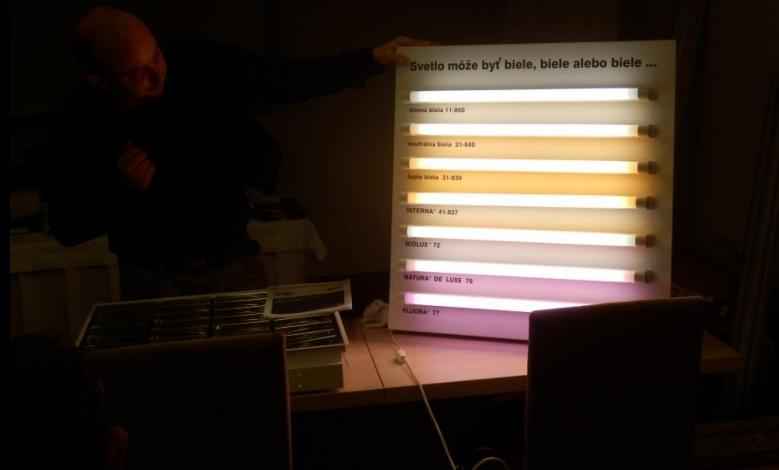 Svetlo môže byť biele, biele alebo biele ...
denná biela 11-860
neutrálna biela 21-840
teplá biela 31-830
INTERNA® 41-827
BIOLUX® 72
NATURA® DE LUXE 76
FLUORA® 77